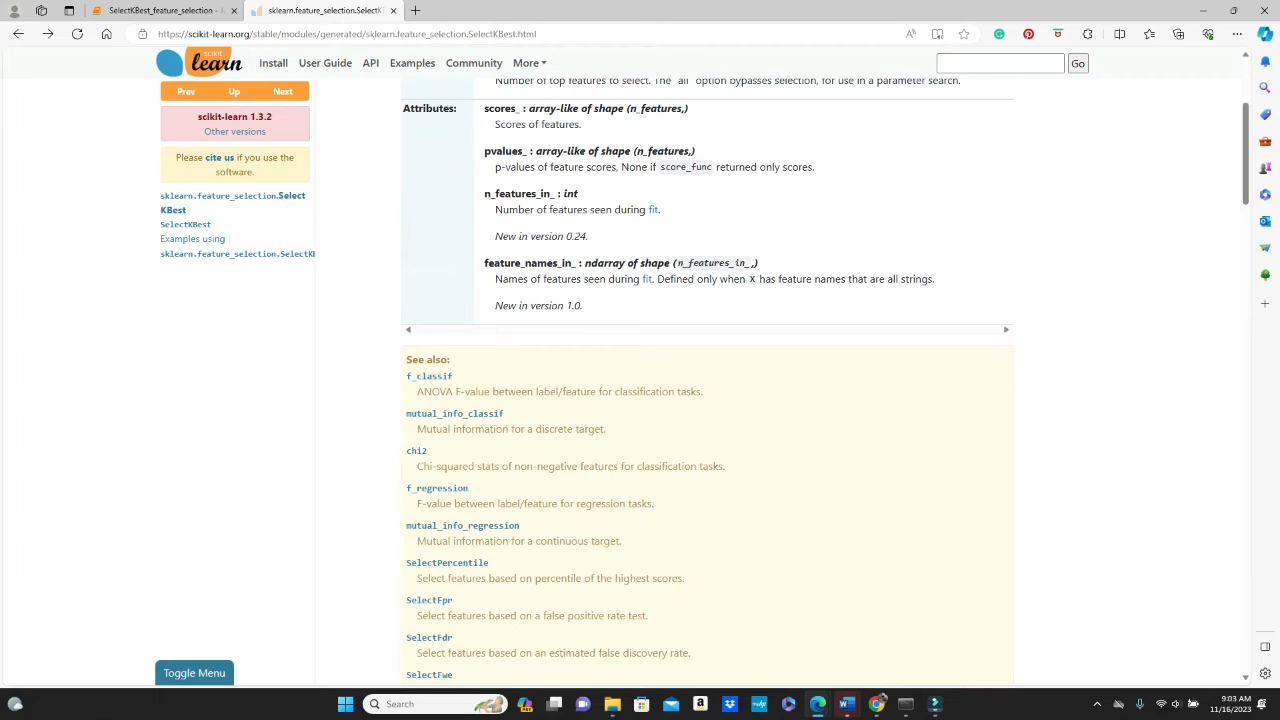 sklearn.feature_selection.SelectKl
https://scikit-learn.org/stable/modules/generated/sklearn.feature_selection.SelectKBest.html
scikit
learn
Install
User Guide
API
Examples
Community
More
Go
Prev
Up
Next
scikit-learn 1.3.2
Other versions
Please cite us if you use the
software.
sklearn.feature_selection.Select
KBest
SelectKBest
Examples using
sklearn.feature_selection.SelectKB
Number of top features to select. The "all" option bypasses selection, for use in a parameter search.
Attributes:
scores_ : array-like of shape (n_features,)
Scores of features.
pvalues_ : array-like of shape (n_features,)
p-values of feature scores, None if score_func returned only scores.
n_features_in_ : int
Number of features seen during fit.
New in version 0.24.
feature_names_in_ : ndarray of shape (n_features_in_,)
Names of features seen during fit. Defined only when X has feature names that are all strings.
New in version 1.0.
See also:
f_classif
ANOVA F-value between label/feature for classification tasks.
mutual_info_classif
Mutual information for a discrete target.
chi2
Chi-squared stats of non-negative features for classification tasks.
f_regression
F-value between label/feature for regression tasks.
mutual_info_regression
Mutual information for a continuous target.
SelectPercentile
Select features based on percentile of the highest scores.
SelectFpr
Select features based on a false positive rate test.
SelectFdr
Select features based on an estimated false discovery rate.
SelectFwe
Toggle Menu
Search
9:03 AM
11/16/2023